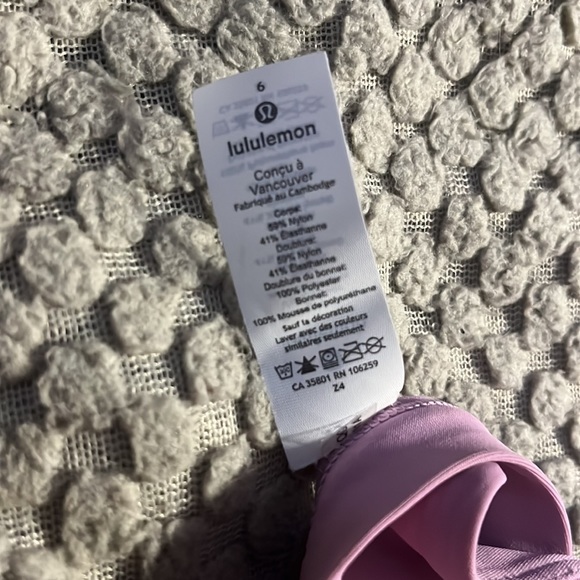 6
lululemon
Conçu à
Vancouver
Fabriqué au Cambodge
Corps:
59% Nylon
41% Élasthanne
Doublure:
59% Nylon
41% Élasthanne
Doublure du bonnet:
100% Polyester
Bonnet:
100% Mousse de polyuréthane
Sauf la décoration
Laver avec des couleurs
similaires seulement
CA 35801 RN 106259
Z4